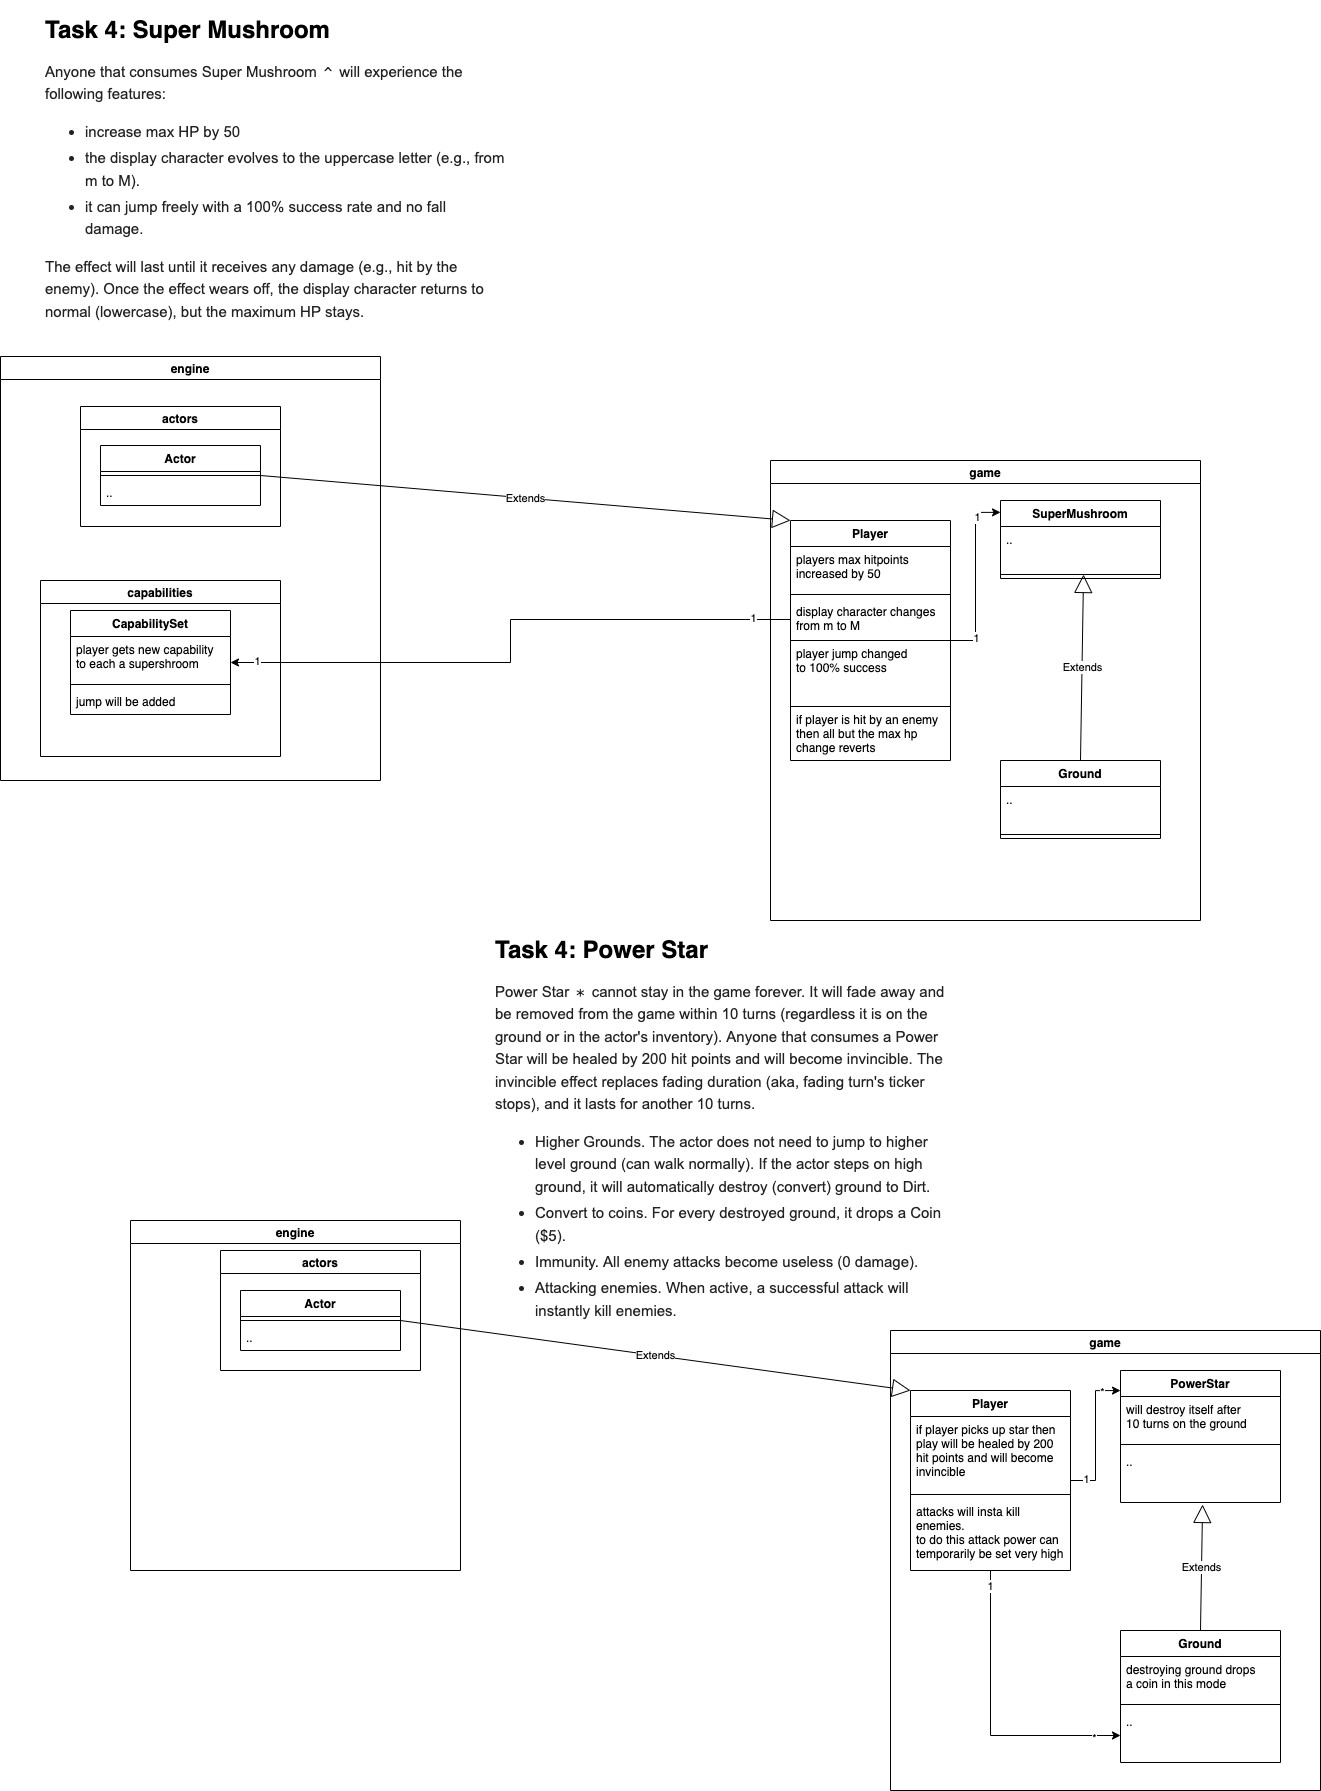 Task 4: Super Mushroom
Anyone that consumes Super Mushroom ^ will experience the
following features:
• increase max HP by 50
• the display character evolves to the uppercase letter (e.g., from
m to M).
• it can jump freely with a 100% success rate and no fall
damage.
The effect will last until it receives any damage (e.g., hit by the
enemy). Once the effect wears off, the display character returns to
normal (lowercase), but the maximum HP stays.
engine
actors
Actor
..
Extends
capabilities
CapabilitySet
player gets new capability
to each a supershroom
jump will be added
1
1
game
Player
players max hitpoints
increased by 50
display character changes
from m to M
player jump changed
to 100% success
if player is hit by an enemy
then all but the max hp
change reverts
1
1
SuperMushroom
..
Extends
Ground
..
Task 4: Power Star
Power Star * cannot stay in the game forever. It will fade away and
be removed from the game within 10 turns (regardless it is on the
ground or in the actor's inventory). Anyone that consumes a Power
Star will be healed by 200 hit points and will become invincible. The
invincible effect replaces fading duration (aka, fading turn's ticker
stops), and it lasts for another 10 turns.
• Higher Grounds. The actor does not need to jump to higher
level ground (can walk normally). If the actor steps on high
ground, it will automatically destroy (convert) ground to Dirt.
• Convert to coins. For every destroyed ground, it drops a Coin
($5).
• Immunity. All enemy attacks become useless (0 damage).
• Attacking enemies. When active, a successful attack will
instantly kill enemies.
engine
actors
Actor
..
Extends
game
Player
if player picks up star then
play will be healed by 200
hit points and will become
invincible
attacks will insta kill
enemies.
to do this attack power can
temporarily be set very high
1
*
PowerStar
will destroy itself after
10 turns on the ground
..
Extends
1
*
Ground
destroying ground drops
a coin in this mode
..